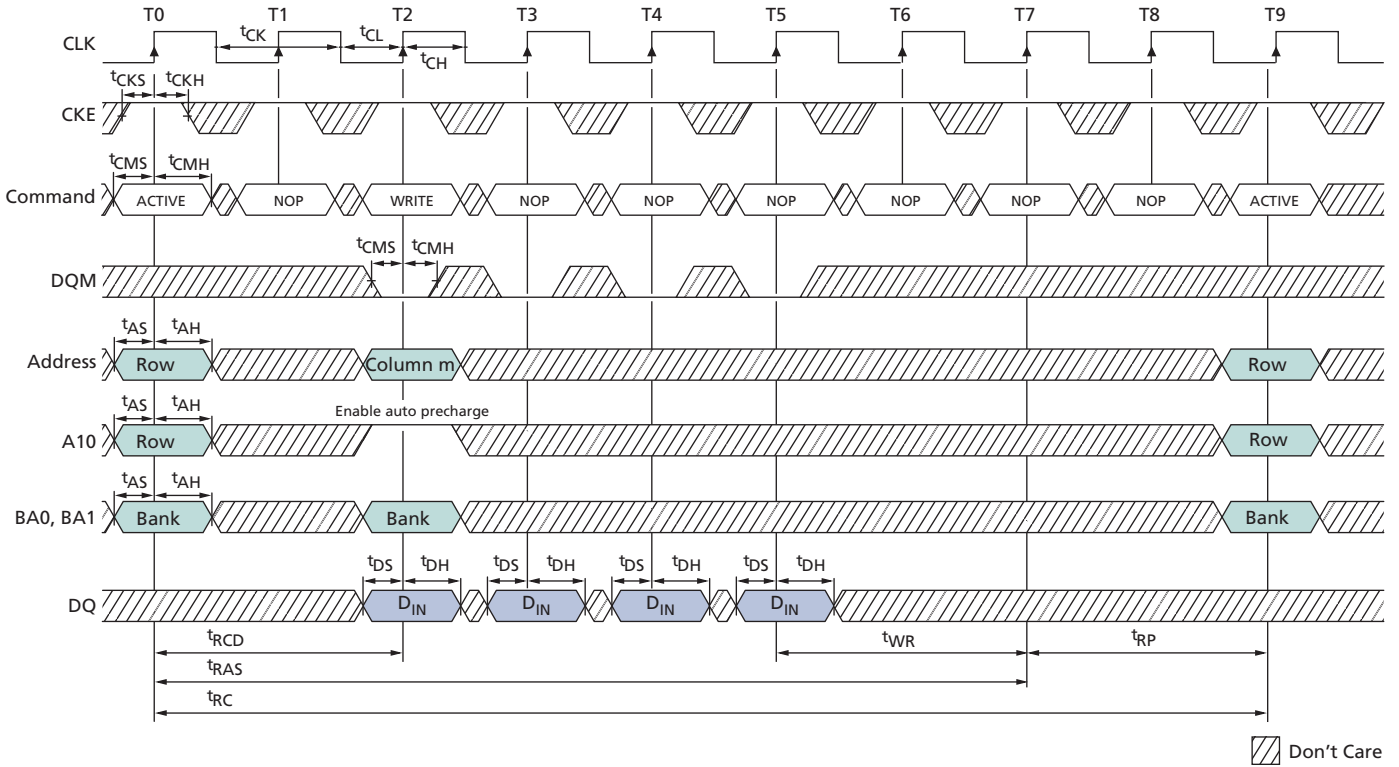 T0 T1 T2 T3 T4 T5 T6 T7 T8 T9
CLK
tCK tCL
tCH
tCKS tCKH
CKE
tCMS tCMH
Command ACTIVE NOP WRITE NOP NOP NOP NOP NOP NOP ACTIVE
tCMS tCMH
DQM
tAS tAH
Address Row Column m Row
tAS tAH Enable auto precharge
A10 Row Row
tAS tAH
BA0, BA1 Bank Bank Bank
tDS tDH tDS tDH tDS tDH tDS tDH
DQ DIN DIN DIN DIN
tRCD tWR tRP
tRAS
tRC
Don't Care